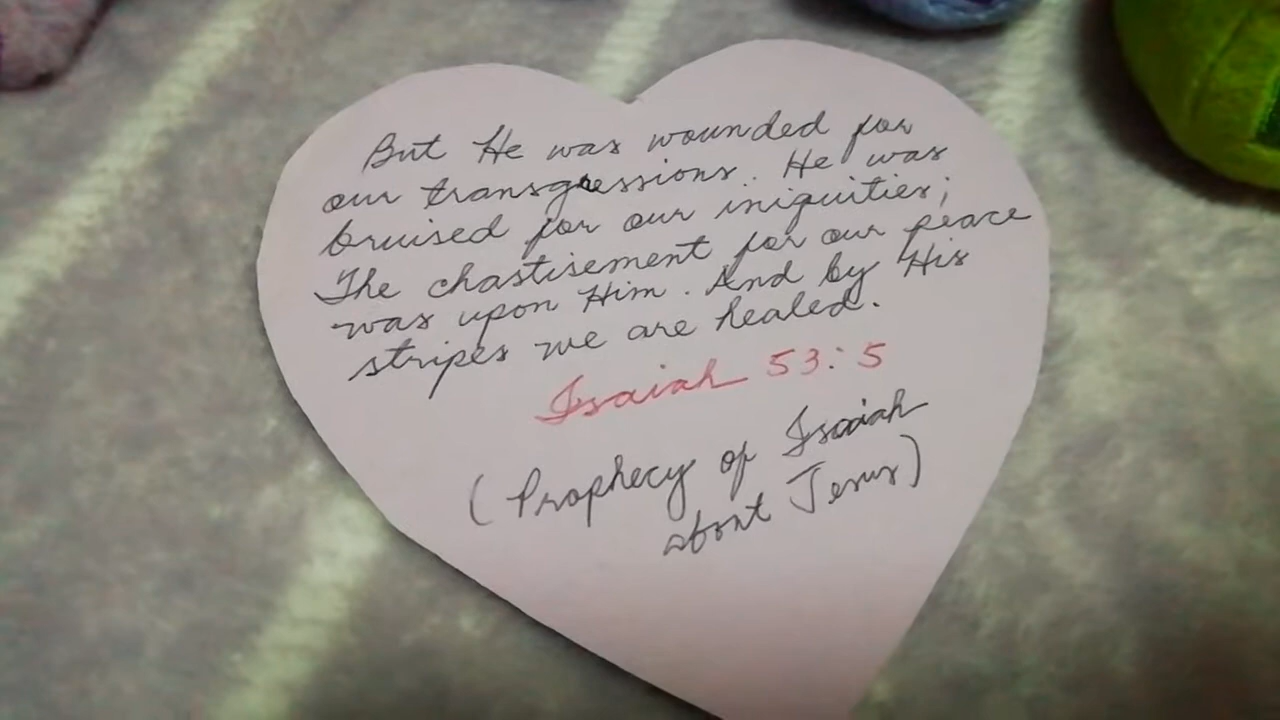 But He was wounded for
our transgressions.. He was
bruised for our iniquities;
The chastisement for our peace
was upon Him. And by His
stripes we are healed.
Isaiah 53:5
(Prophecy of Isaiah
about Jesus)